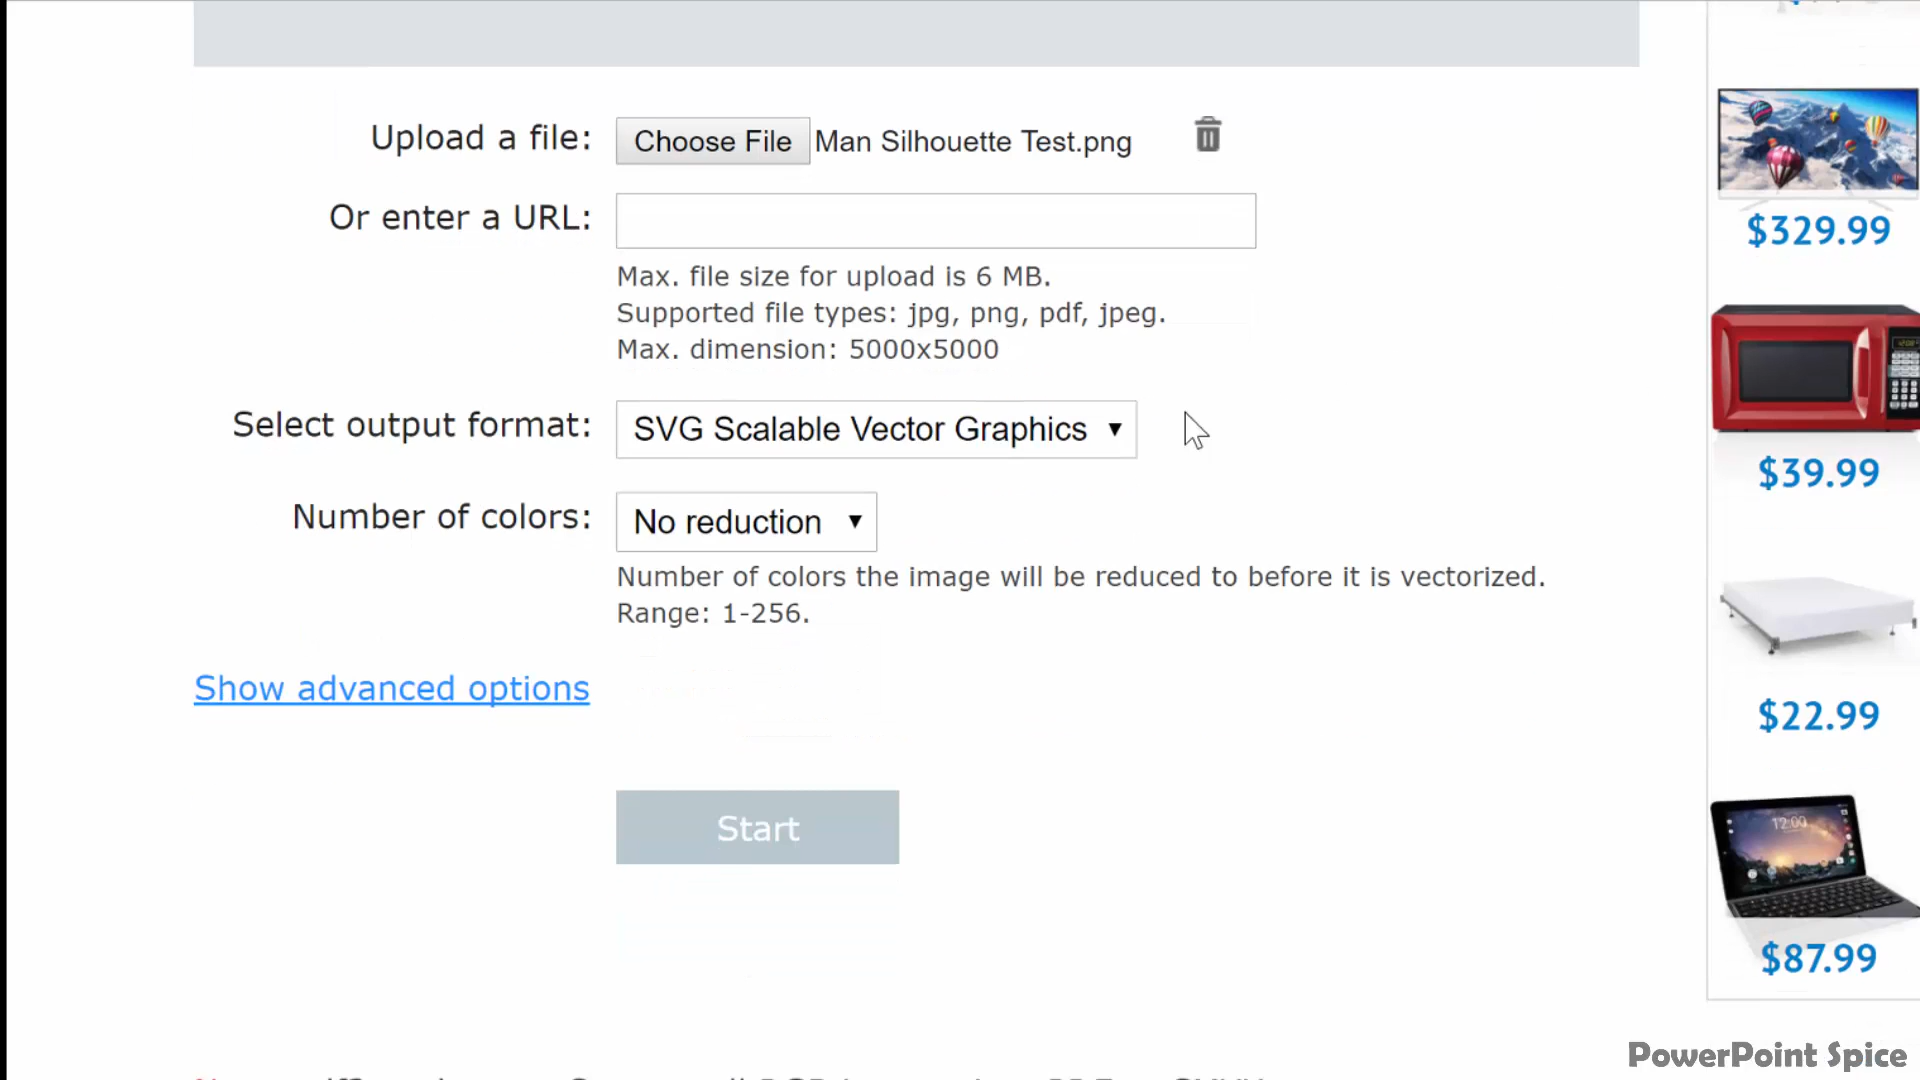 Upload a file: Choose File Man Silhouette Test.png
Or enter a URL:
Max. file size for upload is 6 MB.
Supported file types: jpg, png, pdf, jpeg.
Max. dimension: 5000x5000
Select output format: SVG Scalable Vector Graphics
Number of colors: No reduction
Number of colors the image will be reduced to before it is vectorized.
Range: 1-256.
Show advanced options
Start
$329.99
$39.99
$22.99
12:00
$87.99
PowerPoint Spice